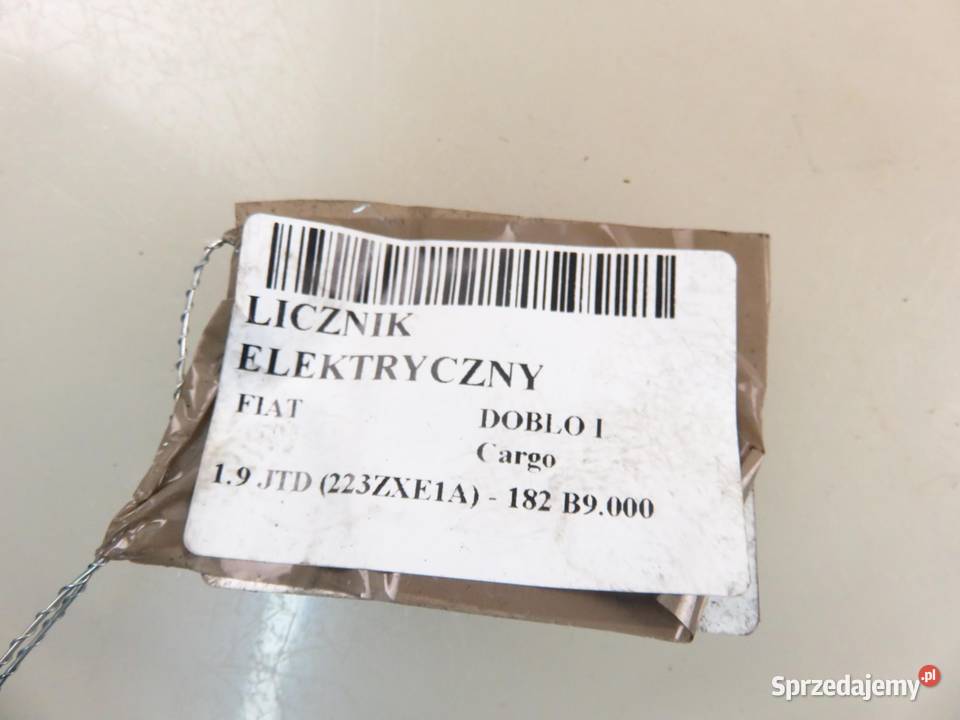 LICZNIK
ELEKTRYCZNY
FIAT DOBLO I
Cargo
1.9 JTD (223ZXE1A) - 182 B9.000
Sprzedajemy.pl